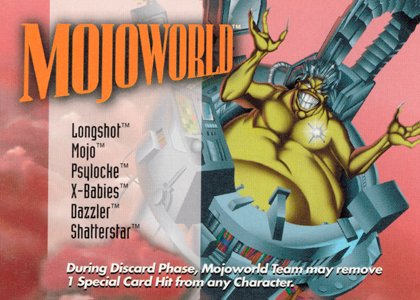 MOJOWORLD™
Longshot™
Mojo™
Psylocke™
X-Babies™
Dazzler™
Shatterstar™
During Discard Phase, Mojoworld Team may remove
1 Special Card Hit from any Character.